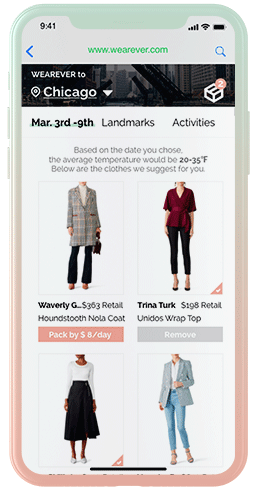 9:41
www.wearever.com
WEAREVER to
Chicago
2
Mar. 3rd -9th Landmarks Activities
Based on the date you chose,
the average temperature would be 20-35°F
Below are the clothes we suggest for you.
Waverly G... $363 Retail
Houndstooth Nola Coat
Pack by $ 8/day
Trina Turk $198 Retail
Unidos Wrap Top
Remove